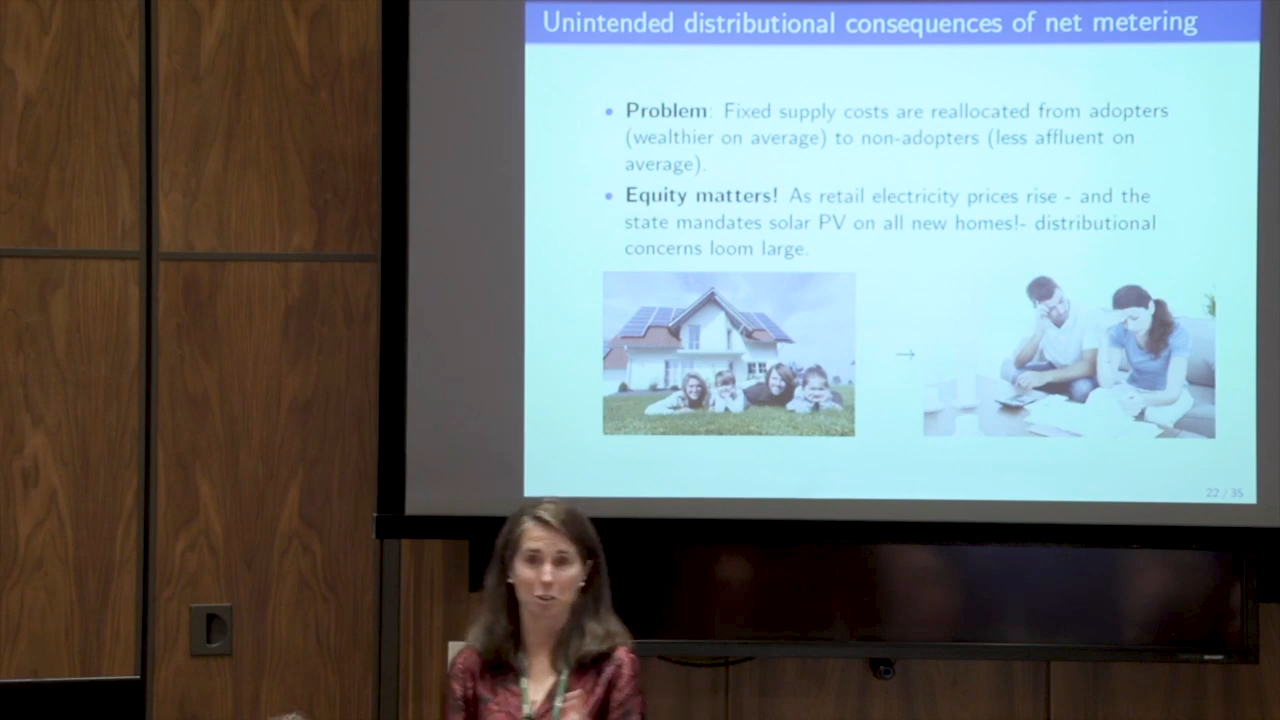 Unintended distributional consequences of net metering
• Problem: Fixed supply costs are reallocated from adopters
(wealthier on average) to non-adopters (less affluent on
average).
• Equity matters! As retail electricity prices rise - and the
state mandates solar PV on all new homes!- distributional
concerns loom large.
→
22 / 35